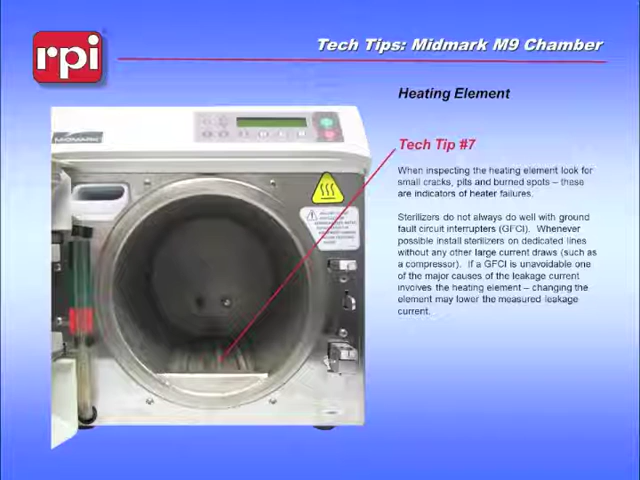 rpi
Tech Tips: Midmark M9 Chamber
Heating Element
MIDMARK
Tech Tip #7
When inspecting the heating element look for
small cracks, pits and burned spots – these
are indicators of heater failures.
Sterilizers do not always do well with ground
fault circuit interrupters (GFCI).  Whenever
possible install sterilizers on dedicated lines
without any other large current draws (such as
a compressor).  If a GFCI is unavoidable one
of the major causes of the leakage current
involves the heating element – changing the
element may lower the measured leakage
current.